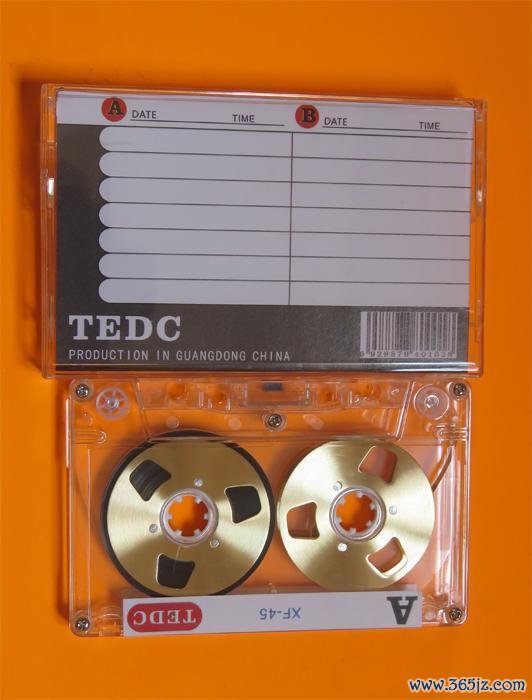 A DATE TIME B DATE TIME
TEDC
PRODUCTION IN GUANGDONG CHINA
A XF-45 TEDC
www.365jz.com